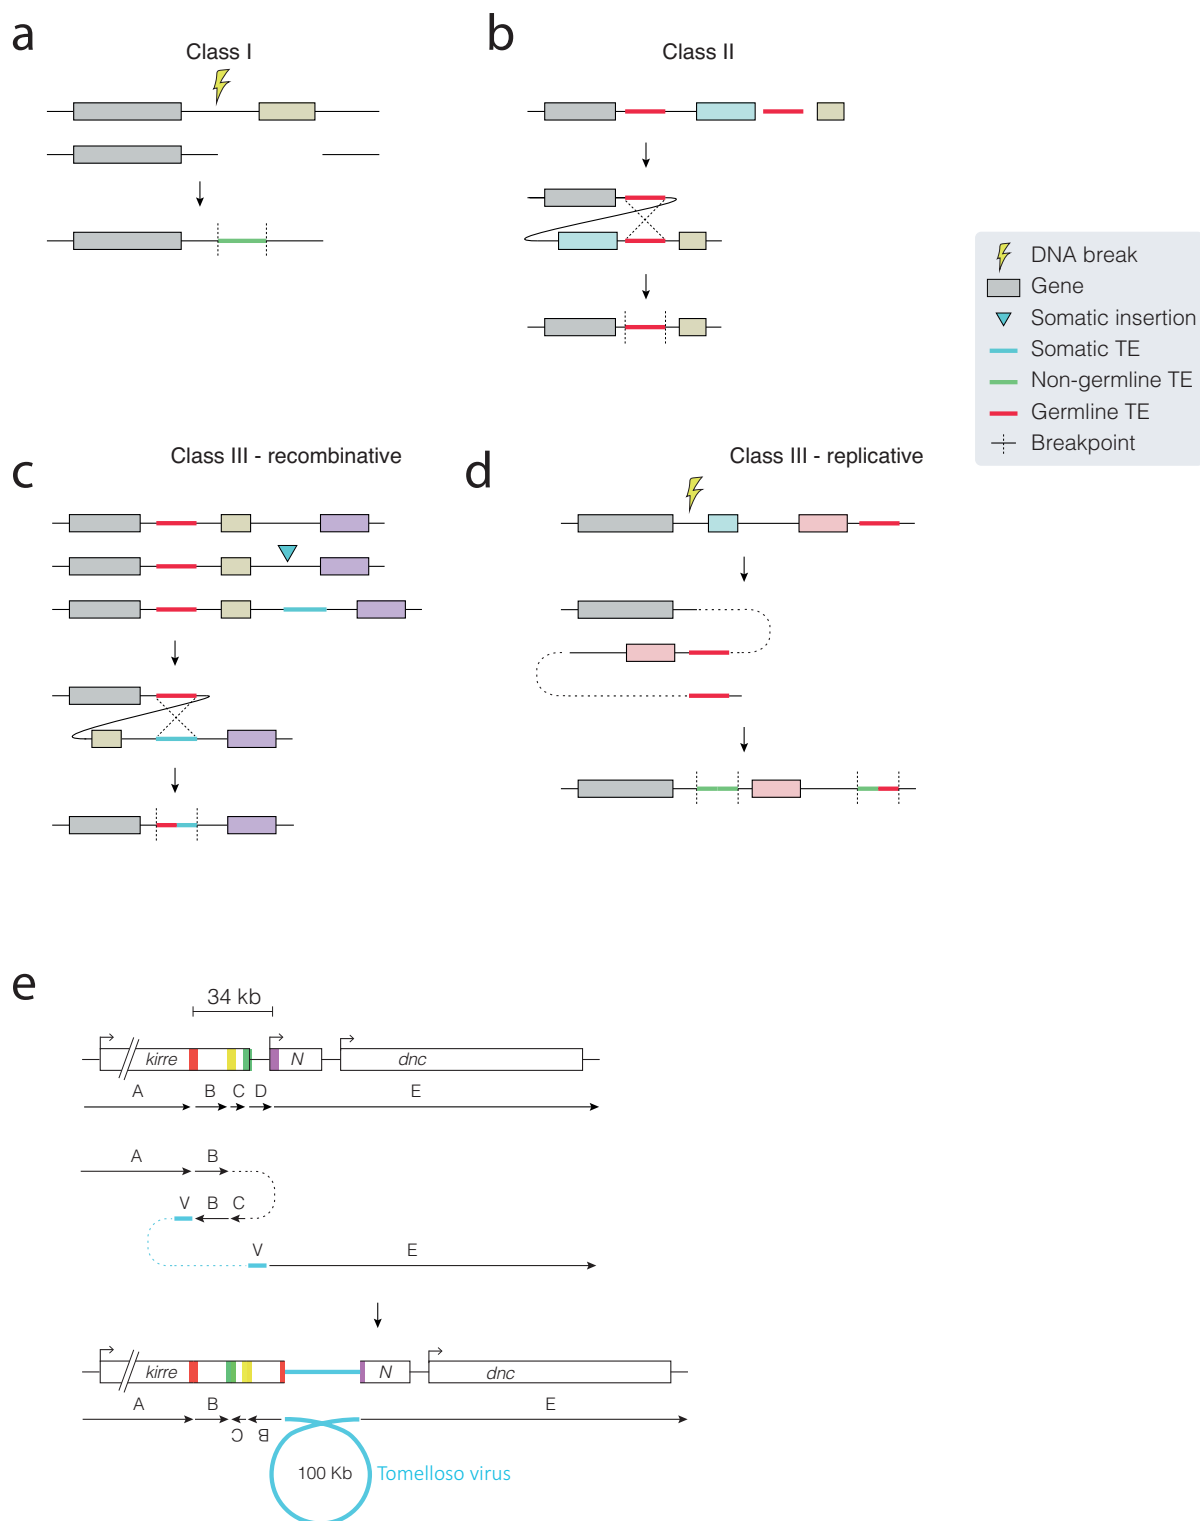 a
Class I
b
Class II
DNA break
Gene
Somatic insertion
Somatic TE
Non-germline TE
Germline TE
Breakpoint
c
Class III - recombinative
d
Class III - replicative
e
34 kb
kirre
N
dnc
A
B
C
D
E
A
B
V
B
C
V
E
kirre
N
dnc
A
B
C
B
E
100 Kb
Tomelloso virus